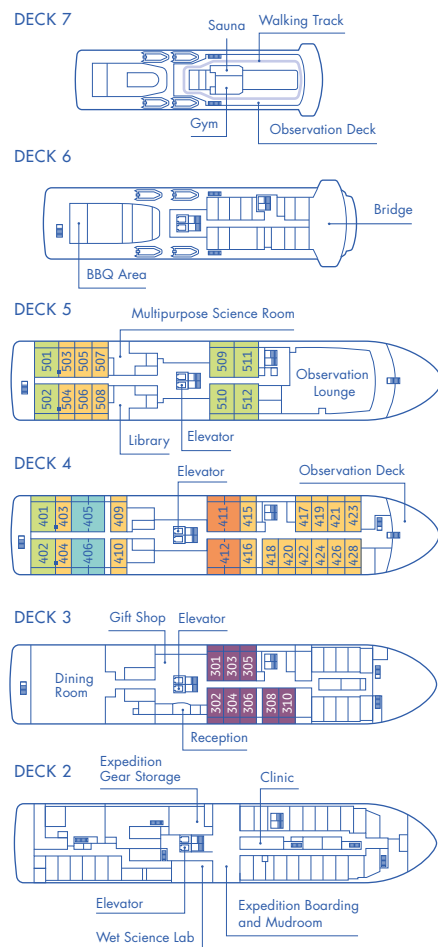 DECK 7
Sauna
Walking Track
Gym
Observation Deck
DECK 6
Bridge
BBQ Area
DECK 5
Multipurpose Science Room
501 503 505 507 509 511
502 504 506 508 510 512
Observation
Lounge
Library
Elevator
DECK 4
Elevator
Observation Deck
401 403 405 409 411 415 417 419 421 423
402 404 406 410 412 416 418 420 422 424 426 428
DECK 3
Gift Shop
Elevator
Dining
Room
301 303 305
302 304 306 308 310
Reception
DECK 2
Expedition
Gear Storage
Clinic
Elevator
Wet Science Lab
Expedition Boarding
and Mudroom